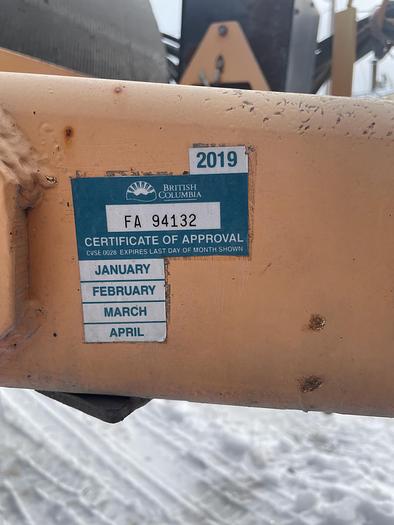 2019
BRITISH
COLUMBIA
FA 94132
CERTIFICATE OF APPROVAL
CVSE 0028 EXPIRES LAST DAY OF MONTH SHOWN
JANUARY
FEBRUARY
MARCH
APRIL